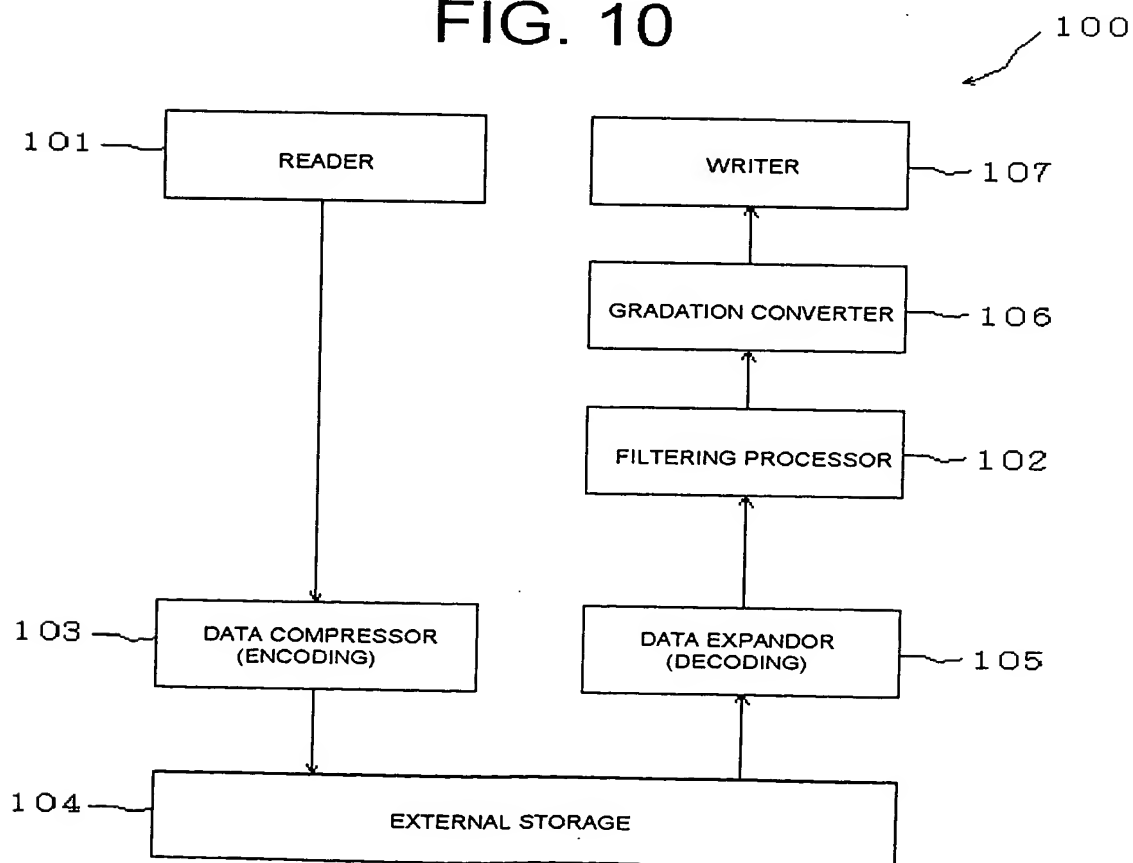 FIG. 10
100
101
READER
WRITER
107
GRADATION CONVERTER
106
FILTERING PROCESSOR
102
103
DATA COMPRESSOR
(ENCODING)
DATA EXPANDOR
(DECODING)
105
104
EXTERNAL STORAGE